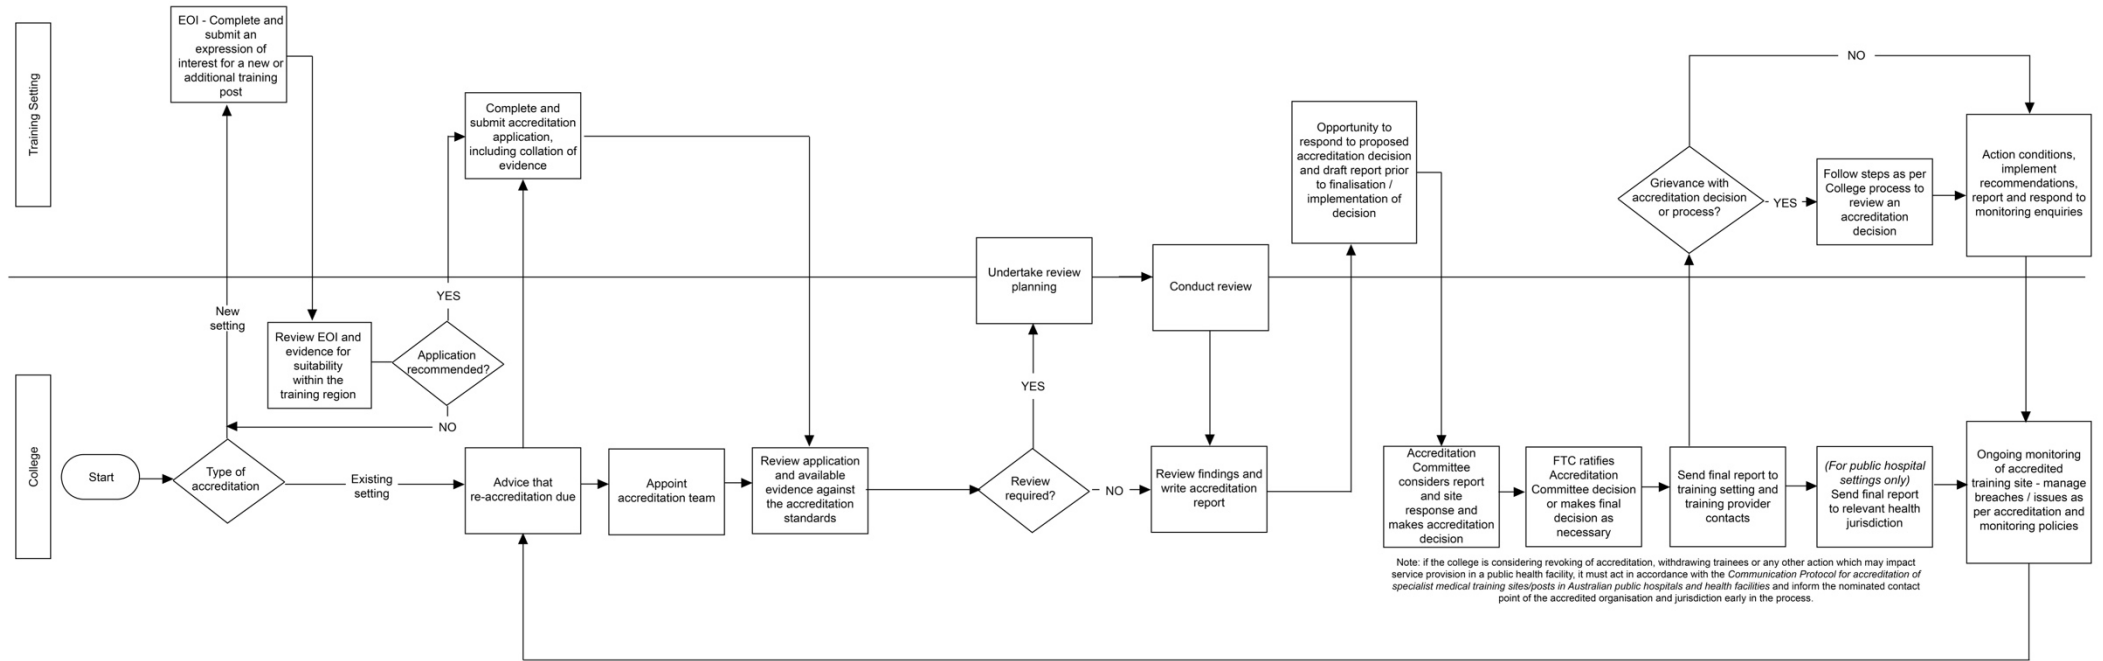 Training Setting
EOI - Complete and
submit an
expression of
interest for a new or
additional training
post
Complete and
submit accreditation
application,
including collation of
evidence
Opportunity to
respond to proposed
accreditation decision
and draft report prior
to finalisation /
implementation of
decision
NO
Grievance with
accreditation decision
or process?
YES
Follow steps as per
College process to
review an
accreditation
decision
Action conditions,
implement
recommendations,
report and respond to
monitoring enquiries
Undertake review
planning
Conduct review
YES
New
setting
Review EOI and
evidence for
suitability
within the
training region
Application
recommended?
NO
YES
College
Start
Type of
accreditation
Existing
setting
Advice that
re-accreditation due
Appoint
accreditation team
Review application
and available
evidence against
the accreditation
standards
Review
required?
NO
Review findings and
write accreditation
report
Accreditation
Committee
considers report
and site
response and
makes accreditation
decision
FTC ratifies
Accreditation
Committee decision
or makes final
decision as
necessary
Send final report to
training setting and
training provider
contacts
(For public hospital
settings only)
Send final report
to relevant health
jurisdiction
Ongoing monitoring
of accredited
training site - manage
breaches / issues as
per accreditation and
monitoring policies
Note: if the college is considering revoking of accreditation, withdrawing trainees or any other action which may impact
service provision in a public health facility, it must act in accordance with the Communication Protocol for accreditation of
specialist medical training sites/posts in Australian public hospitals and health facilities and inform the nominated contact
point of the accredited organisation and jurisdiction early in the process.